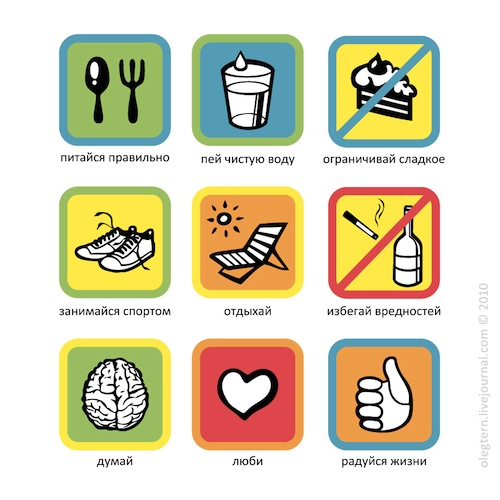 питайся правильно
пей чистую воду
ограничивай сладкое
занимайся спортом
отдыхай
избегай вредностей
думай
люби
радуйся жизни
olegtern.livejournal.com © 2010